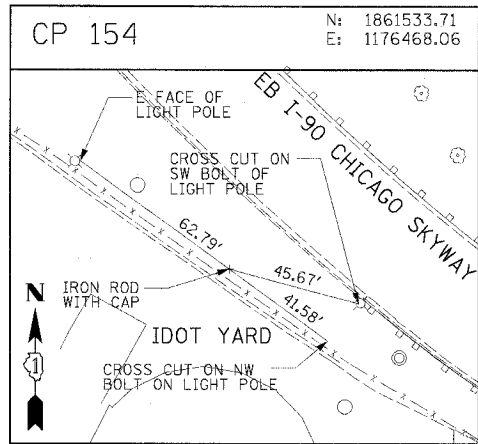 CP 154
N: 1861533.71
E: 1176468.06
E FACE OF
LIGHT POLE
EB I-90 CHICAGO SKYWAY
CROSS CUT ON
SW BOLT OF
LIGHT POLE
62.79'
45.67'
41.58'
IRON ROD
WITH CAP
N
1
IDOT YARD
CROSS CUT ON NW
BOLT ON LIGHT POLE